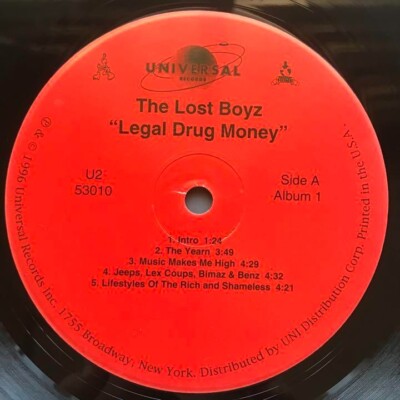 UNIVERSAL
RECORDS
The Lost Boyz
"Legal Drug Money"
U2
53010
Side A
Album 1
1. Intro 1:24
2. The Yearn 3:49
3. Music Makes Me High 4:29
4. Jeeps, Lex Coups, Bimaz & Benz 4:32
5. Lifestyles Of The Rich and Shameless 4:21
℗ & © 1996 Universal Records Inc. 1755 Broadway, New York. Distributed by UNI Distribution Corp. Printed in the U.S.A.